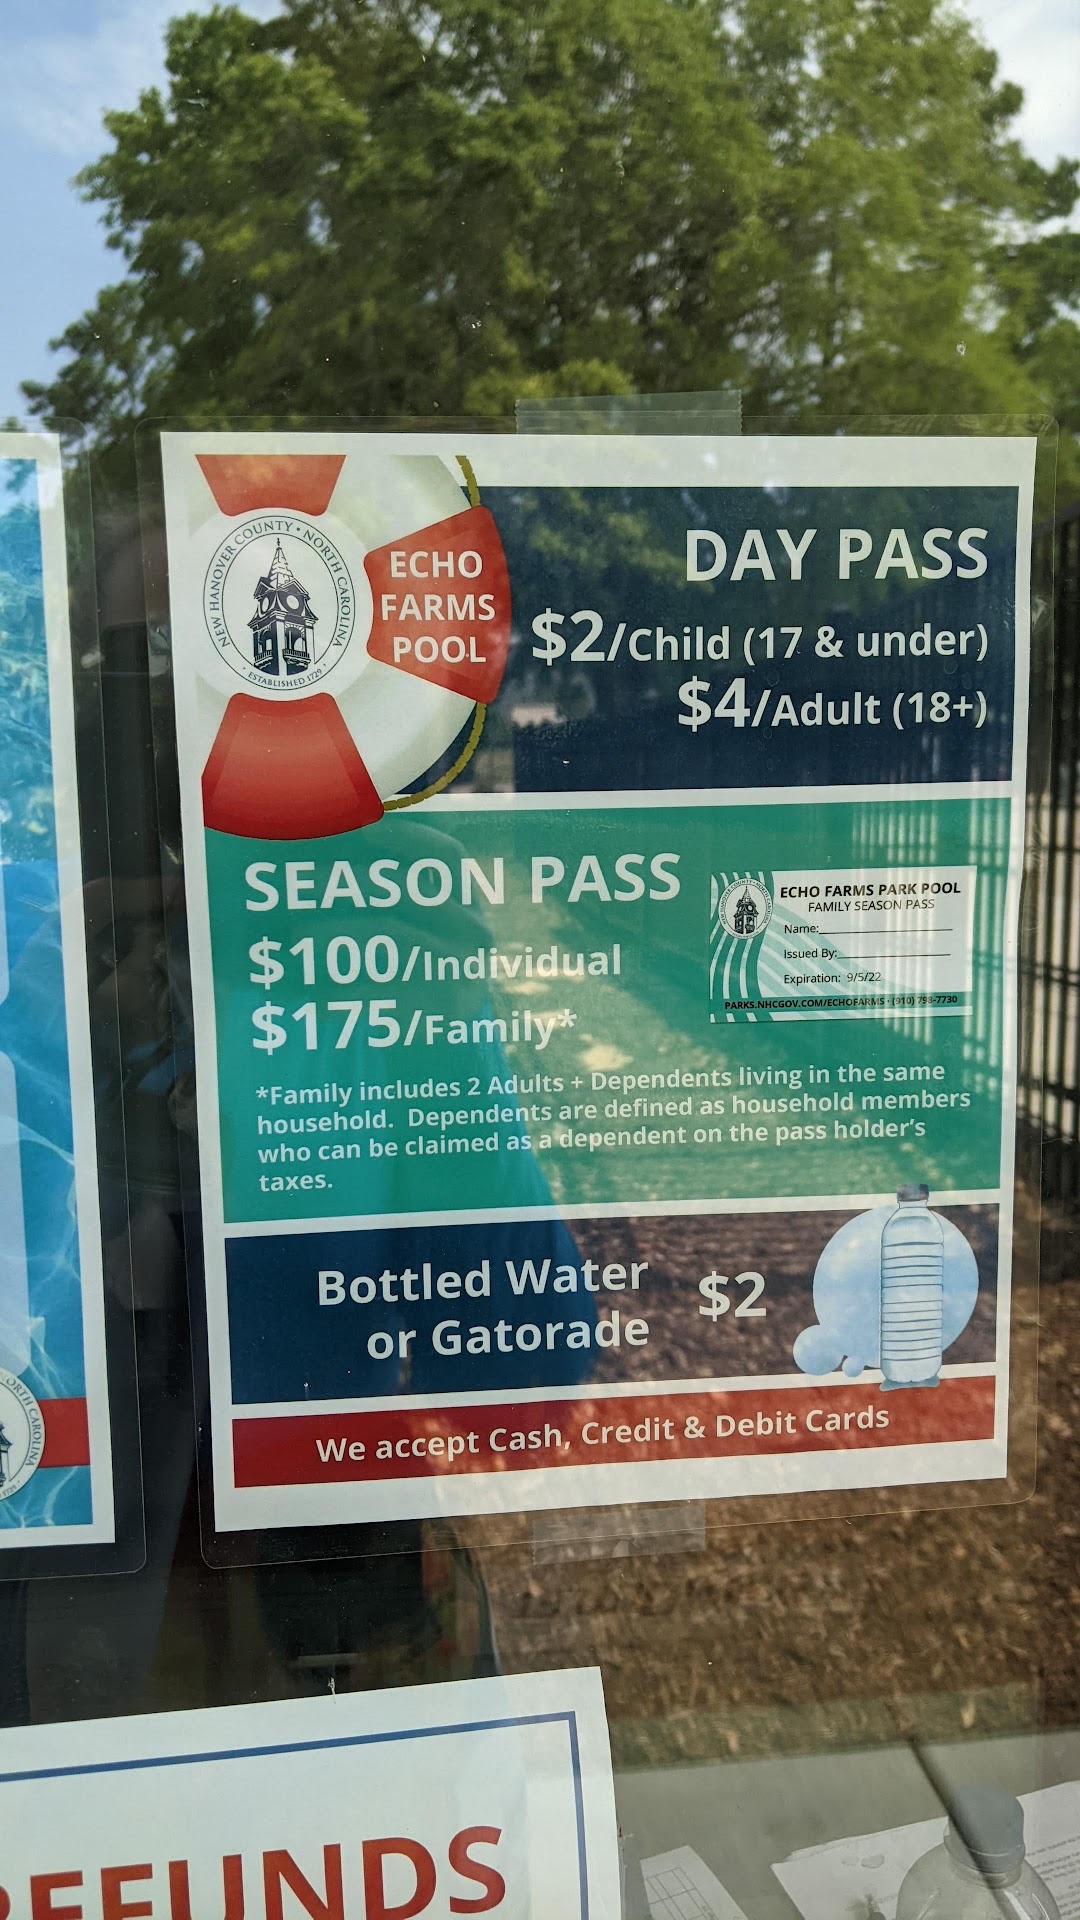 NEW HANOVER COUNTY • NORTH CAROLINA
• ESTABLISHED 1729 •
ECHO
FARMS
POOL
DAY PASS
$2/Child (17 & under)
$4/Adult (18+)
SEASON PASS
$100/Individual
$175/Family*
ECHO FARMS PARK POOL
FAMILY SEASON PASS
Name:
Issued By:
Expiration: 9/5/22
PARKS.NHCGOV.COM/ECHOFARMS • (910) 798-7730
*Family includes 2 Adults + Dependents living in the same
household. Dependents are defined as household members
who can be claimed as a dependent on the pass holder's
taxes.
Bottled Water
or Gatorade
$2
We accept Cash, Credit & Debit Cards
NORTH CAROLINA
REFUNDS